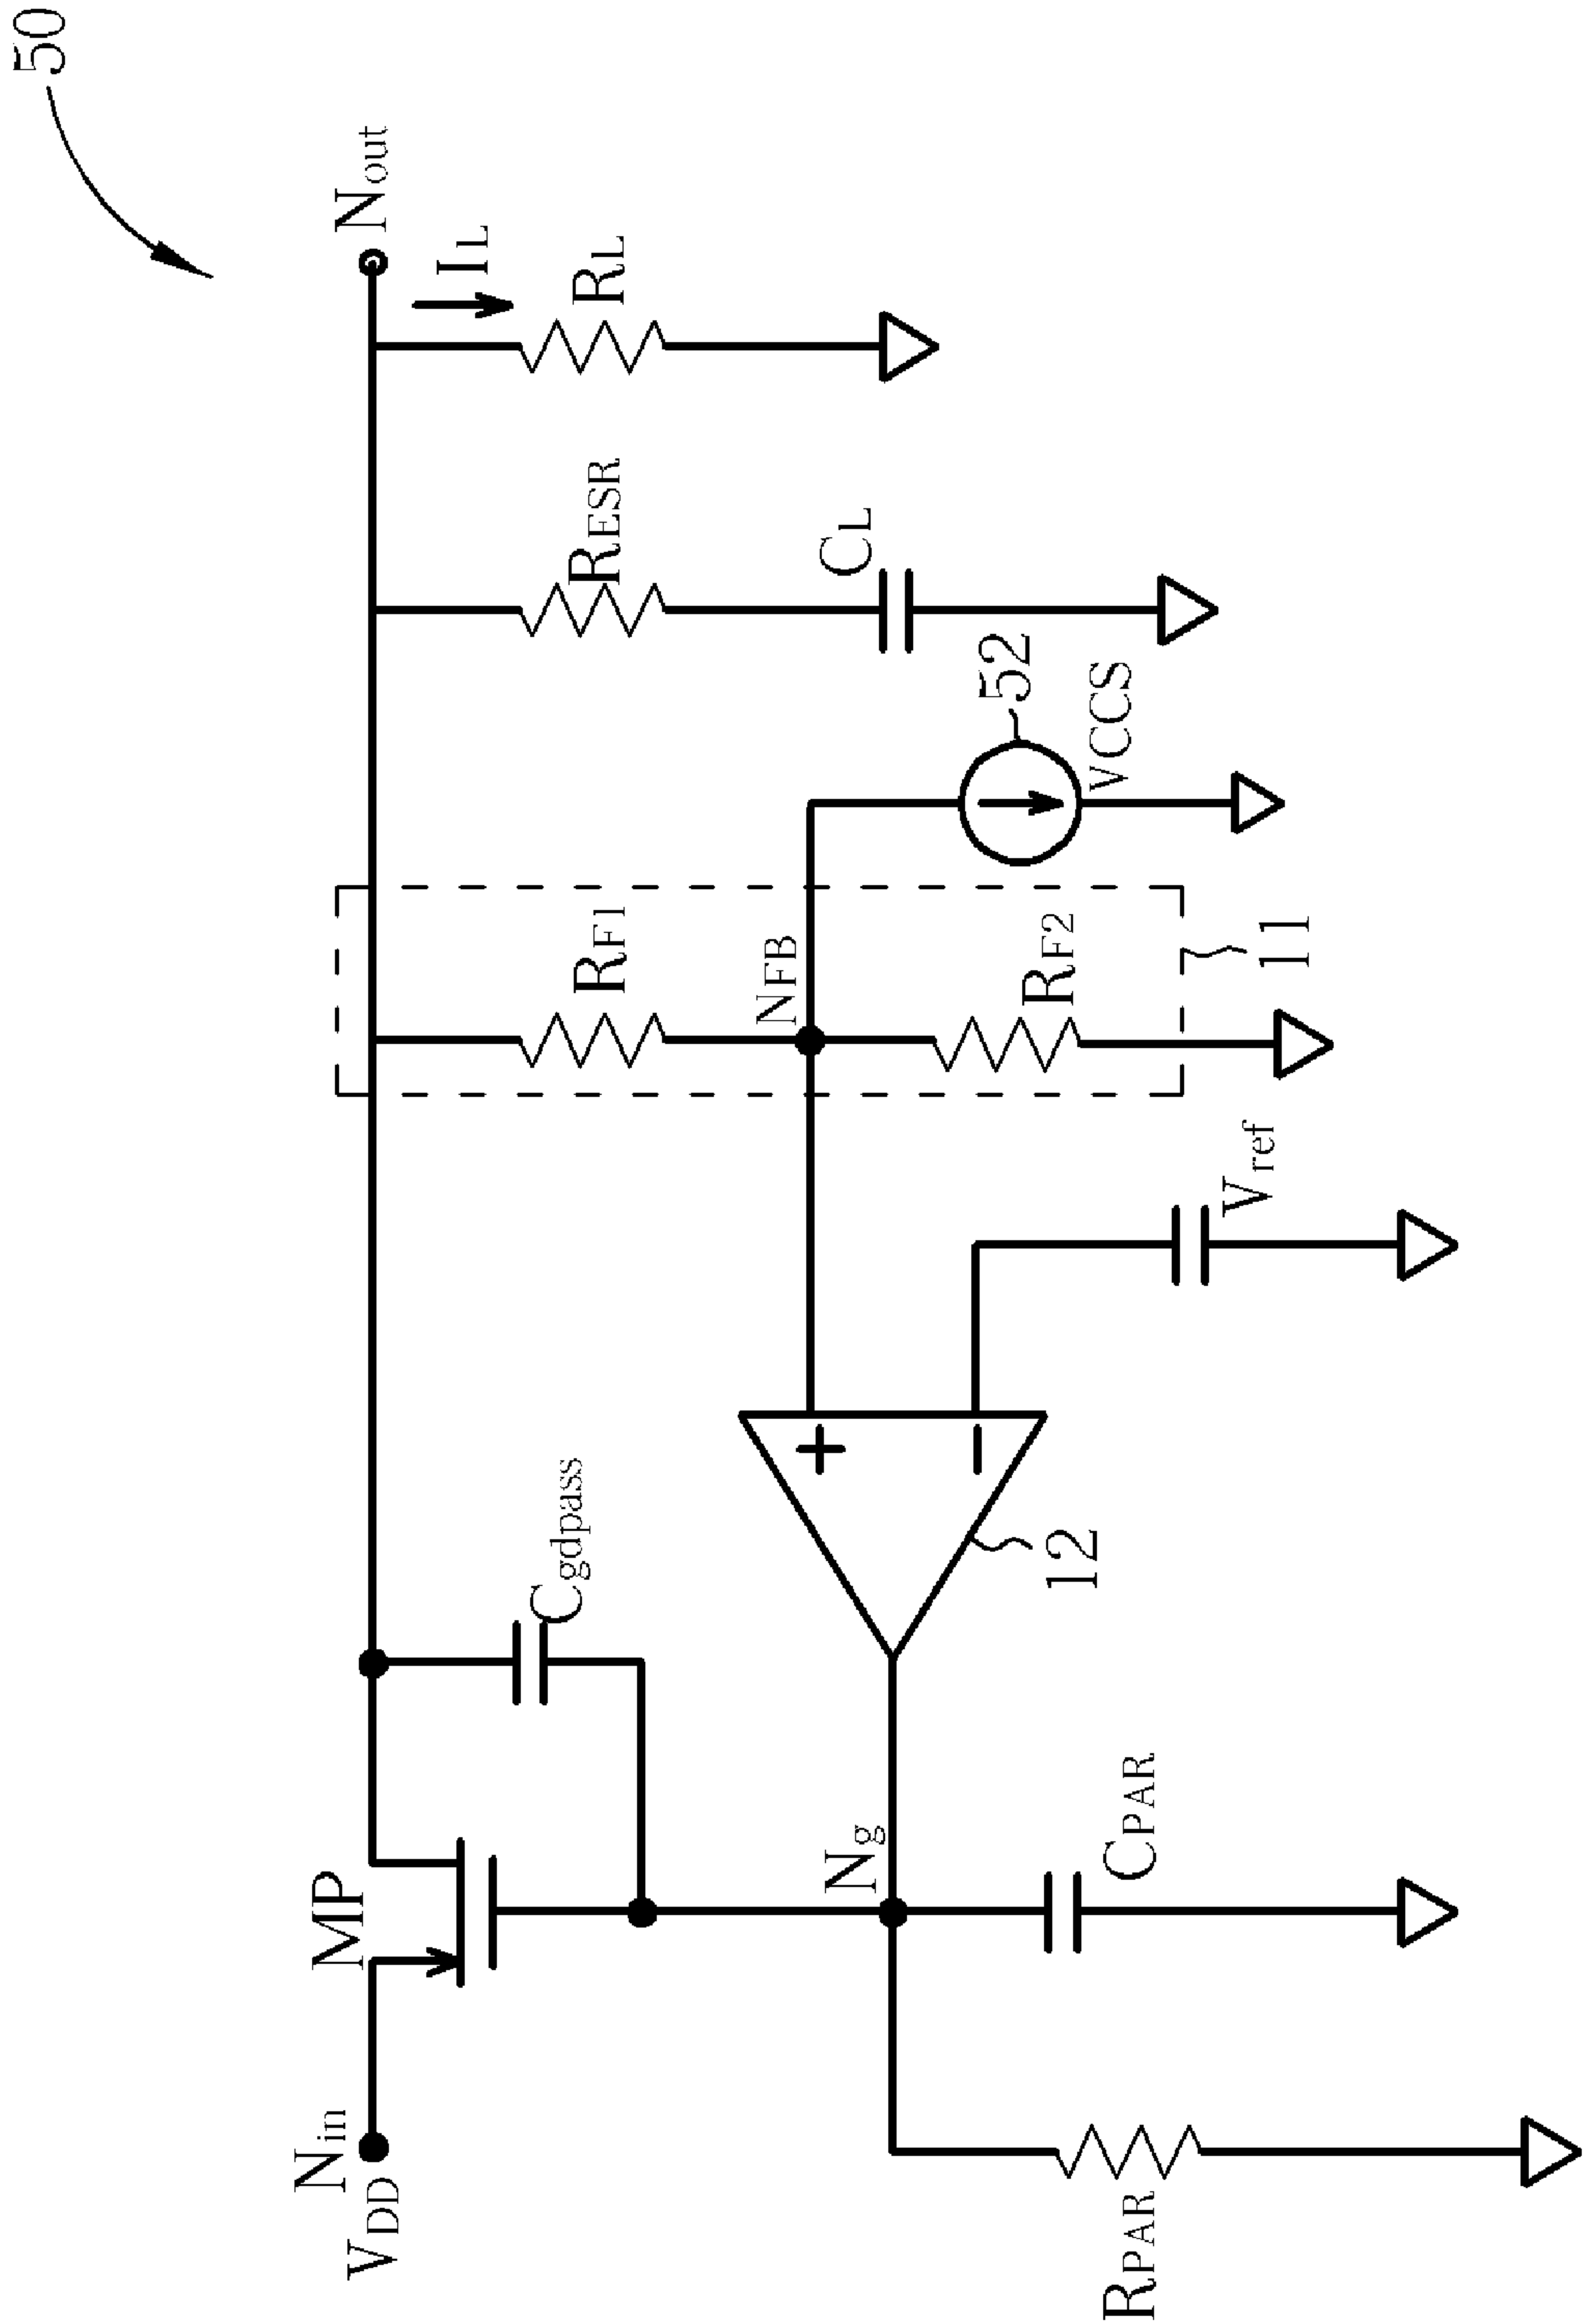 50
Nin
VDD
MP
Cgdpass
Nout
IL
RL
RESR
CL
RF1
NFB
RF2
11
52
VCCS
Vref
+
−
12
Ng
CPAR
RPAR